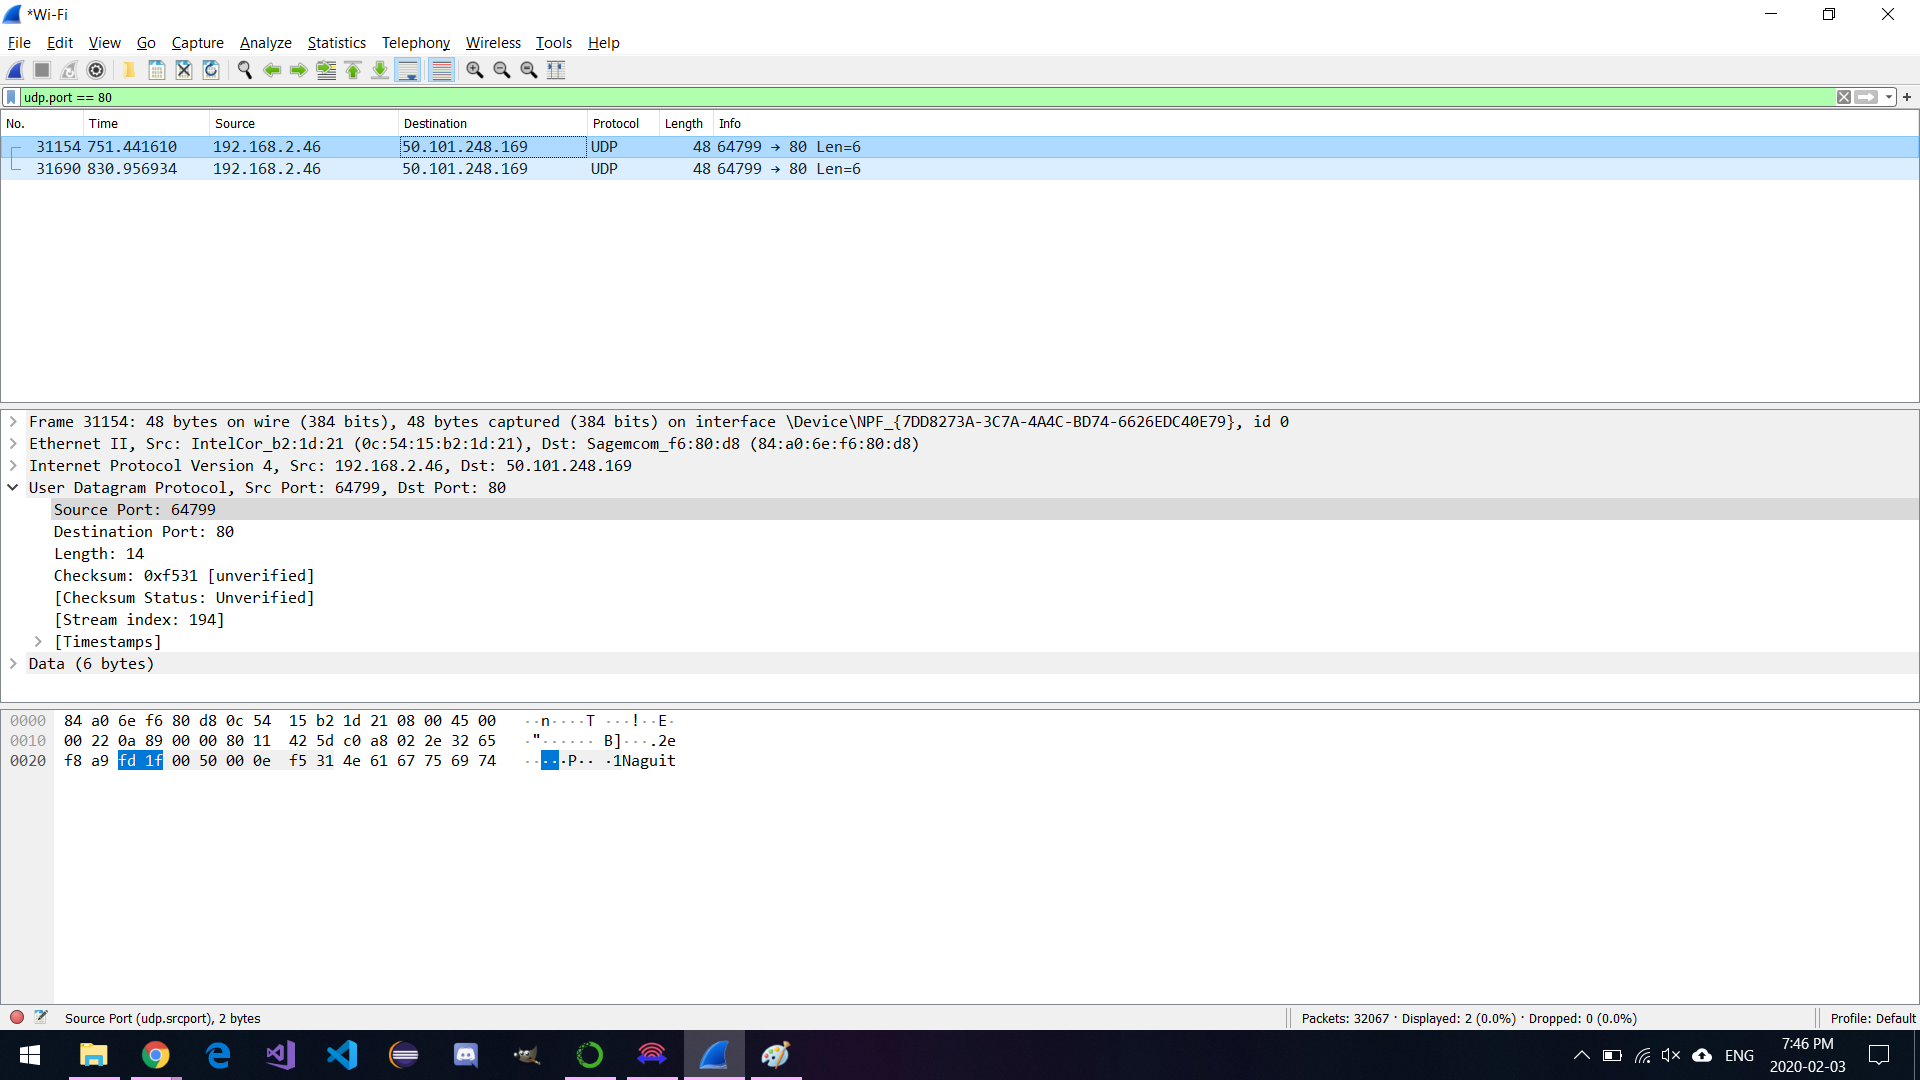 *Wi-Fi
File Edit View Go Capture Analyze Statistics Telephony Wireless Tools Help
udp.port == 80
No. Time Source Destination Protocol Length Info
31154 751.441610 192.168.2.46 50.101.248.169 UDP 48 64799 → 80 Len=6
31690 830.956934 192.168.2.46 50.101.248.169 UDP 48 64799 → 80 Len=6
Frame 31154: 48 bytes on wire (384 bits), 48 bytes captured (384 bits) on interface \Device\NPF_{7DD8273A-3C7A-4A4C-BD74-6626EDC40E79}, id 0
Ethernet II, Src: IntelCor_b2:1d:21 (0c:54:15:b2:1d:21), Dst: Sagemcom_f6:80:d8 (84:a0:6e:f6:80:d8)
Internet Protocol Version 4, Src: 192.168.2.46, Dst: 50.101.248.169
User Datagram Protocol, Src Port: 64799, Dst Port: 80
Source Port: 64799
Destination Port: 80
Length: 14
Checksum: 0xf531 [unverified]
[Checksum Status: Unverified]
[Stream index: 194]
[Timestamps]
Data (6 bytes)
0000 84 a0 6e f6 80 d8 0c 54 15 b2 1d 21 08 00 45 00 ··n····T ···!··E·
0010 00 22 0a 89 00 00 80 11 42 5d c0 a8 02 2e 32 65 ·"······ B]···.2e
0020 f8 a9 fd 1f 00 50 00 0e f5 31 4e 61 67 75 69 74 ·····P·· ·1Naguit
Source Port (udp.srcport), 2 bytes
Packets: 32067 · Displayed: 2 (0.0%) · Dropped: 0 (0.0%)
Profile: Default
ENG
7:46 PM
2020-02-03